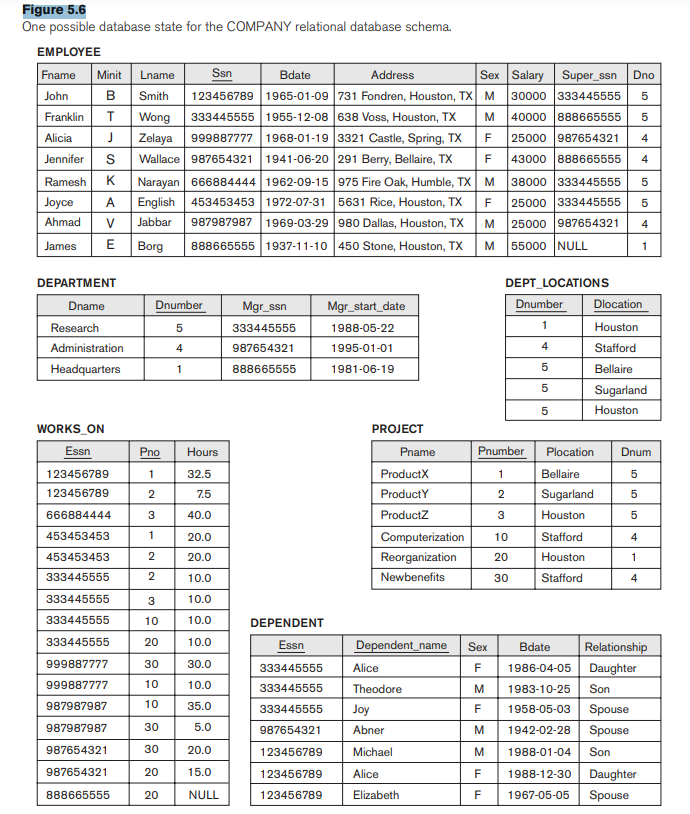 Figure 5.6
One possible database state for the COMPANY relational database schema.
EMPLOYEE
Fname Minit Lname Ssn Bdate Address Sex Salary Super_ssn Dno
John B Smith 123456789 1965-01-09 731 Fondren, Houston, TX M 30000 333445555 5
Franklin T Wong 333445555 1955-12-08 638 Voss, Houston, TX M 40000 888665555 5
Alicia J Zelaya 999887777 1968-01-19 3321 Castle, Spring, TX F 25000 987654321 4
Jennifer S Wallace 987654321 1941-06-20 291 Berry, Bellaire, TX F 43000 888665555 4
Ramesh K Narayan 666884444 1962-09-15 975 Fire Oak, Humble, TX M 38000 333445555 5
Joyce A English 453453453 1972-07-31 5631 Rice, Houston, TX F 25000 333445555 5
Ahmad V Jabbar 987987987 1969-03-29 980 Dallas, Houston, TX M 25000 987654321 4
James E Borg 888665555 1937-11-10 450 Stone, Houston, TX M 55000 NULL 1
DEPARTMENT
Dname Dnumber Mgr_ssn Mgr_start_date
Research 5 333445555 1988-05-22
Administration 4 987654321 1995-01-01
Headquarters 1 888665555 1981-06-19
DEPT_LOCATIONS
Dnumber Dlocation
1 Houston
4 Stafford
5 Bellaire
5 Sugarland
5 Houston
WORKS_ON
Essn Pno Hours
123456789 1 32.5
123456789 2 7.5
666884444 3 40.0
453453453 1 20.0
453453453 2 20.0
333445555 2 10.0
333445555 3 10.0
333445555 10 10.0
333445555 20 10.0
999887777 30 30.0
999887777 10 10.0
987987987 10 35.0
987987987 30 5.0
987654321 30 20.0
987654321 20 15.0
888665555 20 NULL
PROJECT
Pname Pnumber Plocation Dnum
ProductX 1 Bellaire 5
ProductY 2 Sugarland 5
ProductZ 3 Houston 5
Computerization 10 Stafford 4
Reorganization 20 Houston 1
Newbenefits 30 Stafford 4
DEPENDENT
Essn Dependent_name Sex Bdate Relationship
333445555 Alice F 1986-04-05 Daughter
333445555 Theodore M 1983-10-25 Son
333445555 Joy F 1958-05-03 Spouse
987654321 Abner M 1942-02-28 Spouse
123456789 Michael M 1988-01-04 Son
123456789 Alice F 1988-12-30 Daughter
123456789 Elizabeth F 1967-05-05 Spouse